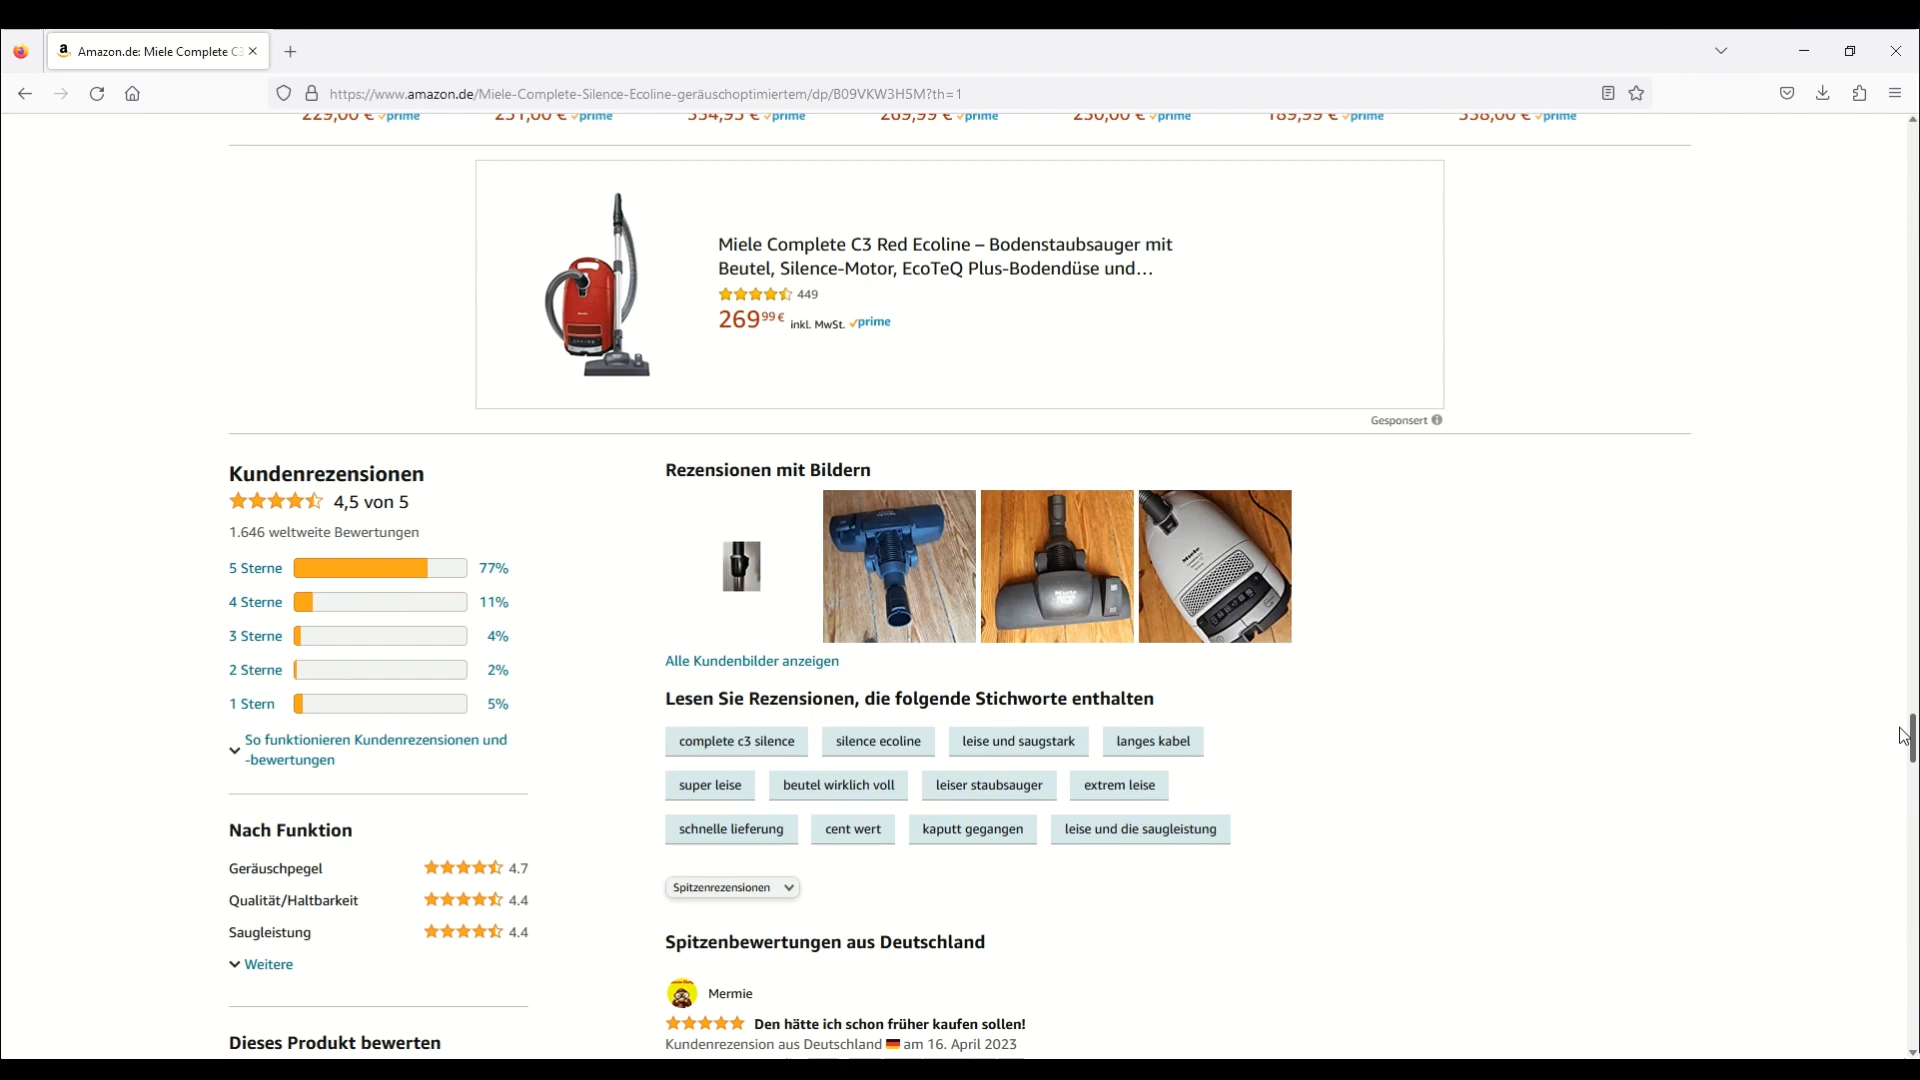 Amazon.de: Miele Complete C3
https://www.amazon.de/Miele-Complete-Silence-Ecoline-geräuschoptimiertem/dp/B09VKW3H5M?th=1
229,00 € prime 251,00 € prime 334,95 € prime 269,99 € prime 230,00 € prime 189,99 € prime 338,00 € prime
Miele Complete C3 Red Ecoline – Bodenstaubsauger mit
Beutel, Silence-Motor, EcoTeQ Plus-Bodendüse und…
449
269 99 € inkl. MwSt. prime
Gesponsert
Kundenrezensionen
4,5 von 5
1.646 weltweite Bewertungen
5 Sterne 77%
4 Sterne 11%
3 Sterne 4%
2 Sterne 2%
1 Stern 5%
So funktionieren Kundenrezensionen und
-bewertungen
Nach Funktion
Geräuschpegel 4.7
Qualität/Haltbarkeit 4.4
Saugleistung 4.4
Weitere
Dieses Produkt bewerten
Rezensionen mit Bildern
Miele
Miele
Alle Kundenbilder anzeigen
Lesen Sie Rezensionen, die folgende Stichworte enthalten
complete c3 silence silence ecoline leise und saugstark langes kabel
super leise beutel wirklich voll leiser staubsauger extrem leise
schnelle lieferung cent wert kaputt gegangen leise und die saugleistung
Spitzenrezensionen
Spitzenbewertungen aus Deutschland
Mermie
Den hätte ich schon früher kaufen sollen!
Kundenrezension aus Deutschland am 16. April 2023